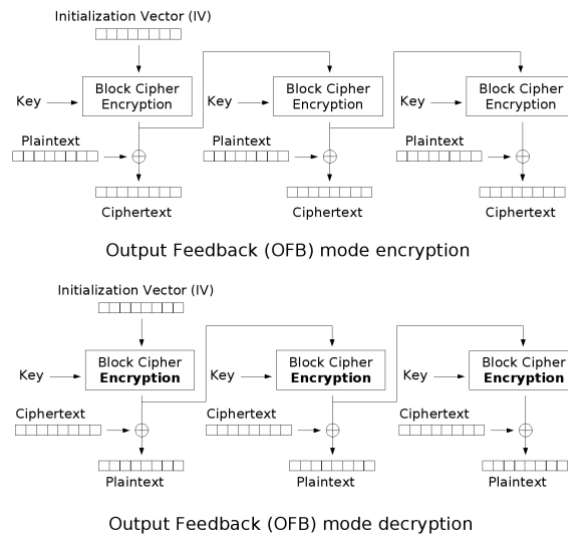 Initialization Vector (IV)
Key Block Cipher Encryption Key Block Cipher Encryption Key Block Cipher Encryption
Plaintext Plaintext Plaintext
Ciphertext Ciphertext Ciphertext
Output Feedback (OFB) mode encryption
Initialization Vector (IV)
Key Block Cipher Encryption Key Block Cipher Encryption Key Block Cipher Encryption
Ciphertext Ciphertext Ciphertext
Plaintext Plaintext Plaintext
Output Feedback (OFB) mode decryption